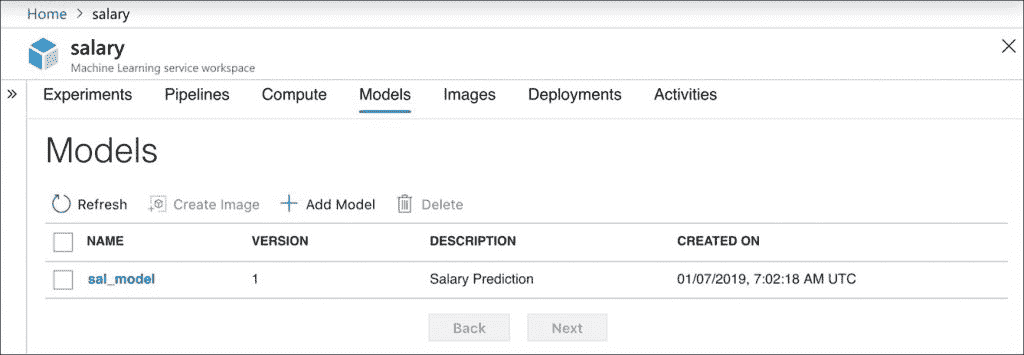 Home > salary
salary
Machine Learning service workspace
Experiments Pipelines Compute Models Images Deployments Activities
Models
Refresh Create Image Add Model Delete
NAME VERSION DESCRIPTION CREATED ON
sal_model 1 Salary Prediction 01/07/2019, 7:02:18 AM UTC
Back Next